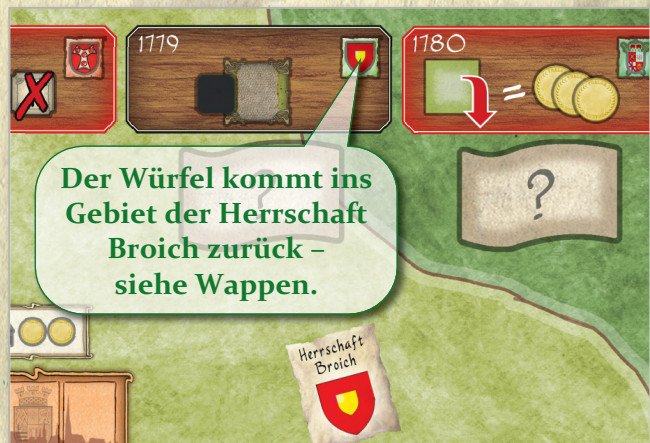 1779
1780
=
Der Würfel kommt ins
Gebiet der Herrschaft
Broich zurück –
siehe Wappen.
?
?
Herrschaft
Broich